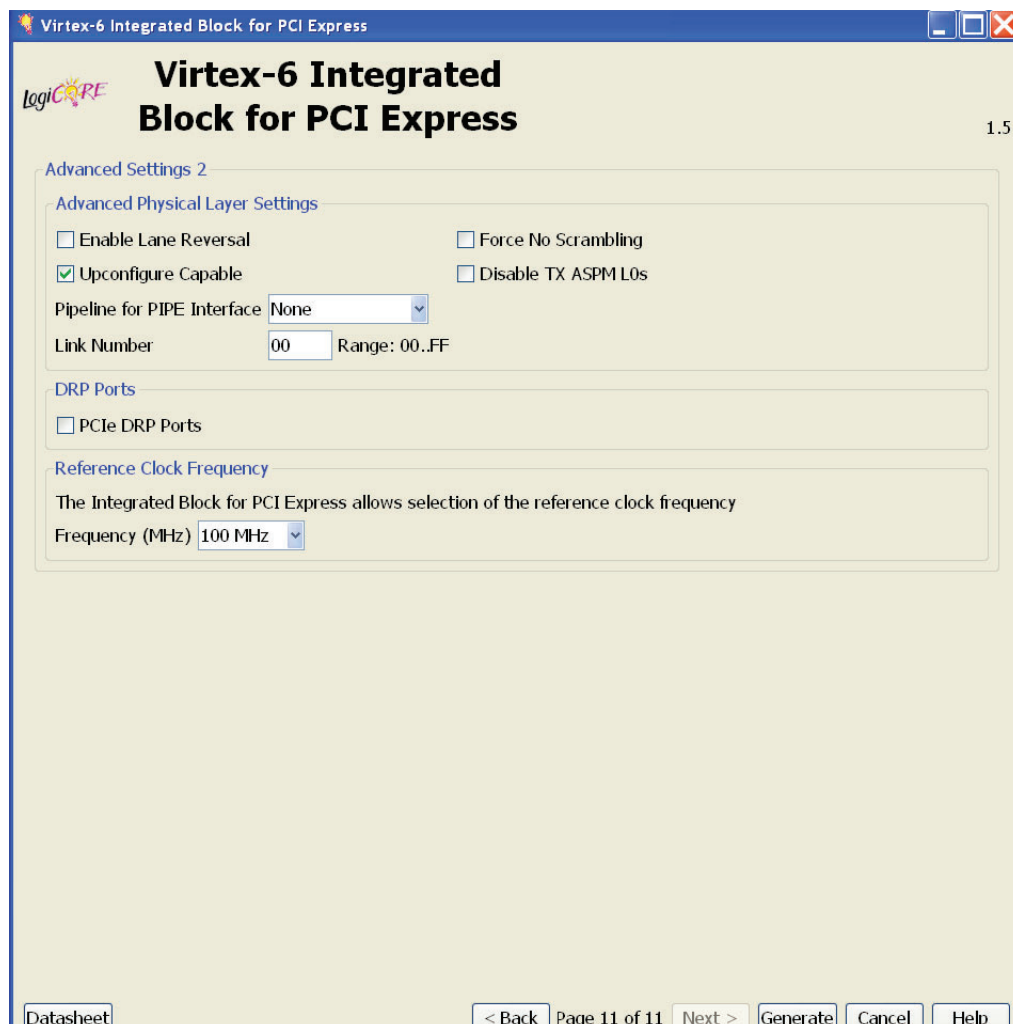 Virtex-6 Integrated Block for PCI Express
LogiCORE
Virtex-6 Integrated
Block for PCI Express
1.5
Advanced Settings 2
Advanced Physical Layer Settings
Enable Lane Reversal Force No Scrambling
Upconfigure Capable Disable TX ASPM L0s
Pipeline for PIPE Interface None
Link Number 00 Range: 00..FF
DRP Ports
PCIe DRP Ports
Reference Clock Frequency
The Integrated Block for PCI Express allows selection of the reference clock frequency
Frequency (MHz) 100 MHz
Datasheet < Back Page 11 of 11 Next > Generate Cancel Help